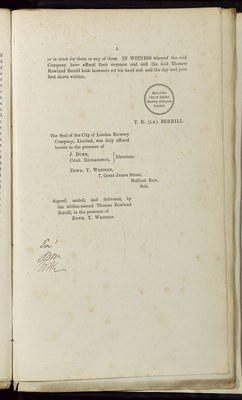 5
or in trust for them or any of them IN WITNESS whereof the said
Company have affixed their common seal and the said Thomas
Rowland Berrill hath hereunto set his hand and seal the day and year
first above written.
Seal of the
City of London
Brewery Company,
Limited.
T. R. (L.S.) BERRILL.
The Seal of the City of London Brewery
Company, Limited, was duly affixed
hereto in the presence of
J. DURN,
CHAS. RICHARDSON,
Directors.
EDWD. Y. WESTERN,
7, Great James Street,
Bedford Row,
Solr.
Signed, sealed, and delivered, by
the within-named Thomas Rowland
Berrill, in the presence of
EDWD. Y. WESTERN.